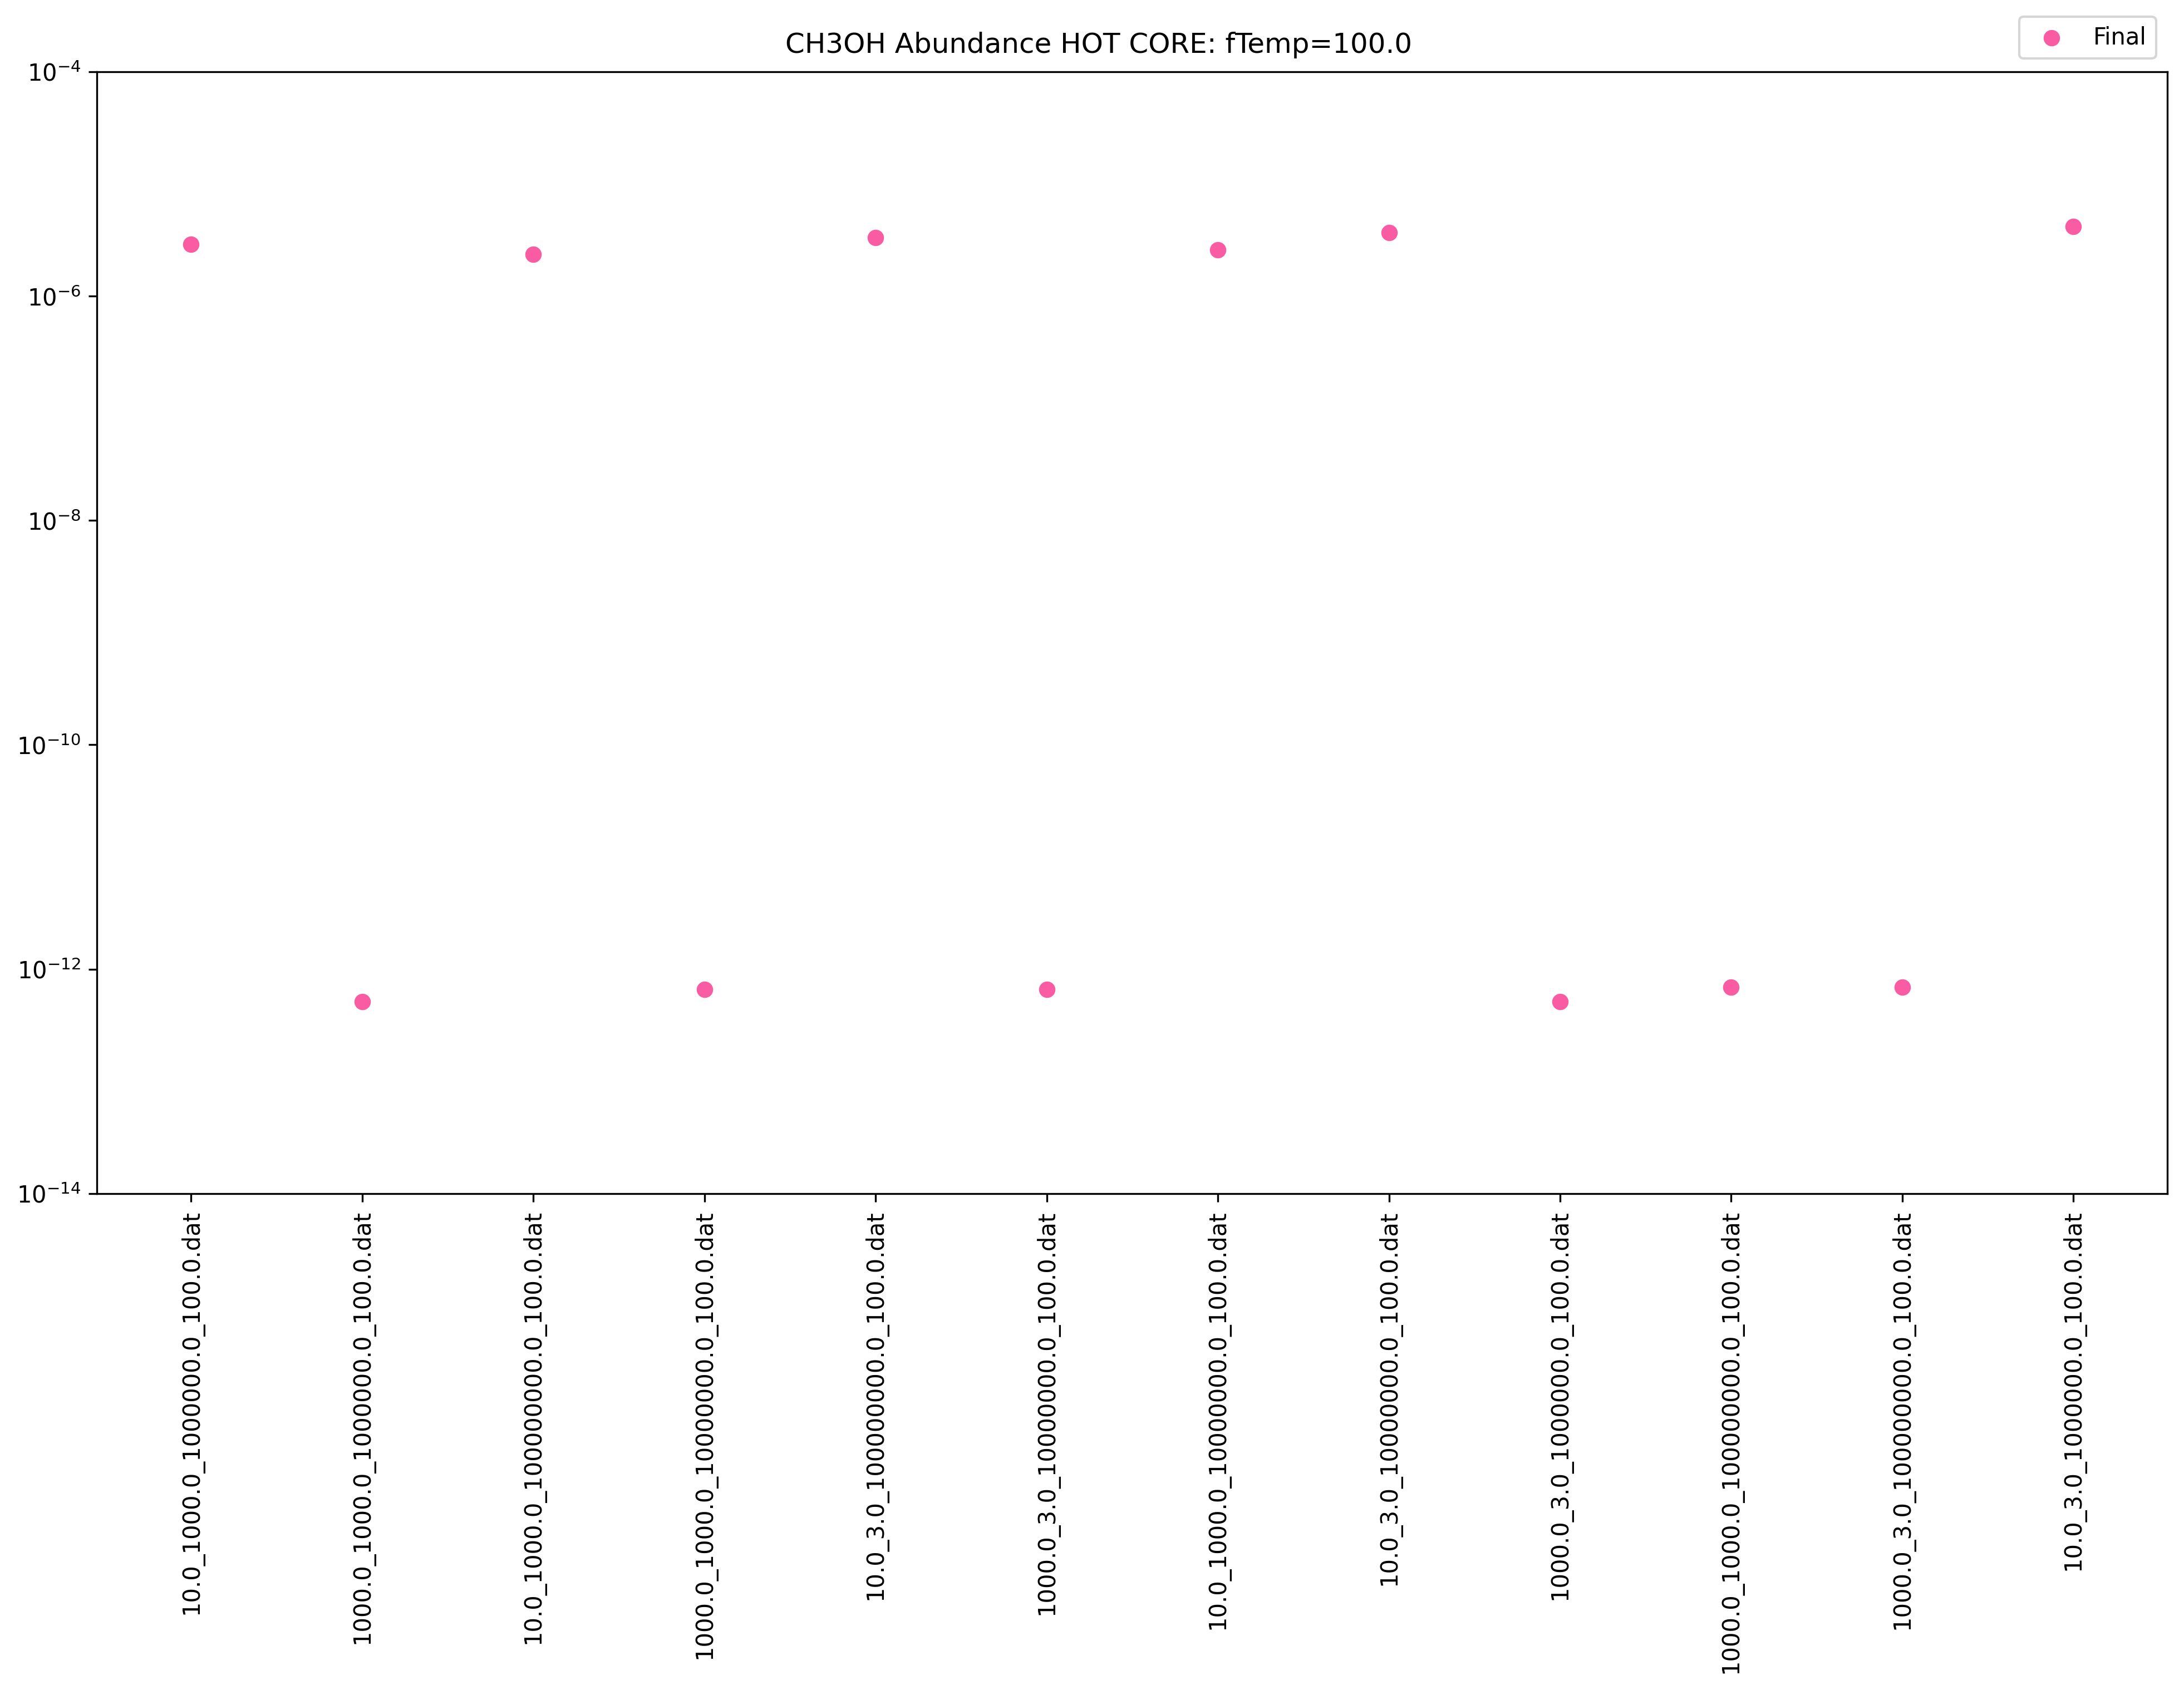 CH3OH Abundance HOT CORE: fTemp=100.0
Final
10⁻⁴
10⁻⁶
10⁻⁸
10⁻¹⁰
10⁻¹²
10⁻¹⁴
10.0_1000.0_1000000.0_100.0.dat
1000.0_1000.0_1000000.0_100.0.dat
10.0_1000.0_100000000.0_100.0.dat
1000.0_1000.0_10000000.0_100.0.dat
10.0_3.0_100000000.0_100.0.dat
1000.0_3.0_10000000.0_100.0.dat
10.0_1000.0_10000000.0_100.0.dat
10.0_3.0_10000000.0_100.0.dat
1000.0_3.0_1000000.0_100.0.dat
1000.0_1000.0_100000000.0_100.0.dat
1000.0_3.0_100000000.0_100.0.dat
10.0_3.0_1000000.0_100.0.dat